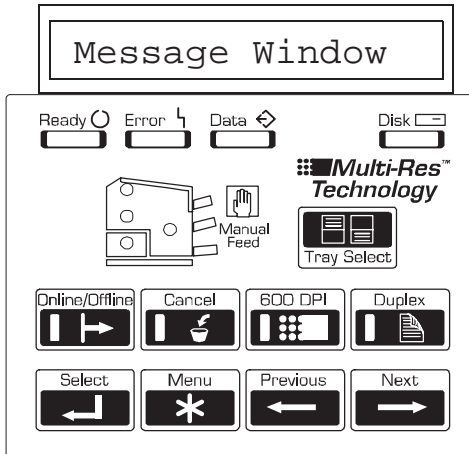 Message Window
Ready Error Data Disk
Multi-Res™
Technology
Manual
Feed
Tray Select
Online/Offline Cancel 600 DPI Duplex
Select Menu Previous Next